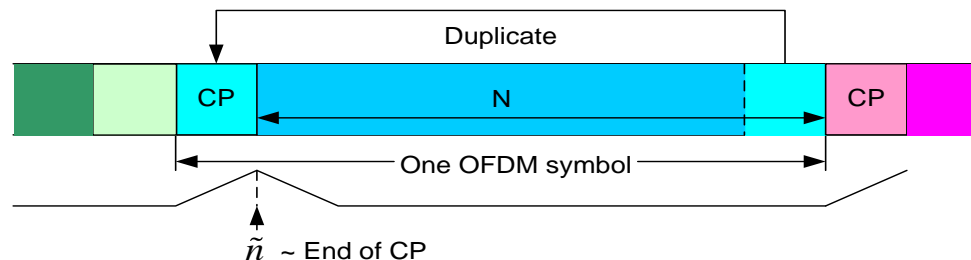 Duplicate
CP
N
CP
One OFDM symbol
ñ ~ End of CP